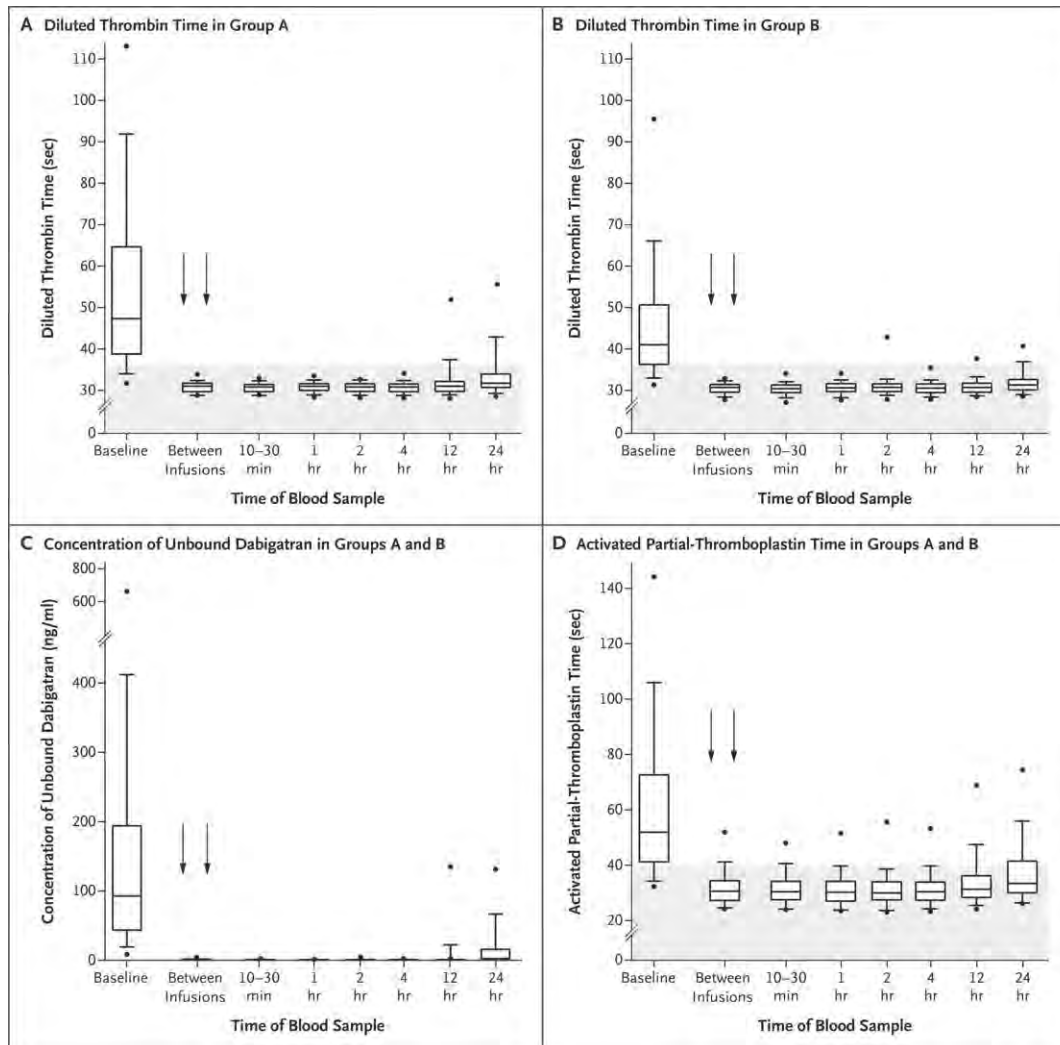 A Diluted Thrombin Time in Group A
Diluted Thrombin Time (sec)
110
100
90
80
70
60
50
40
30
0
Baseline
Between Infusions
10–30 min
1 hr
2 hr
4 hr
12 hr
24 hr
Time of Blood Sample
B Diluted Thrombin Time in Group B
Diluted Thrombin Time (sec)
110
100
90
80
70
60
50
40
30
0
Baseline
Between Infusions
10–30 min
1 hr
2 hr
4 hr
12 hr
24 hr
Time of Blood Sample
C Concentration of Unbound Dabigatran in Groups A and B
Concentration of Unbound Dabigatran (ng/ml)
800
600
400
300
200
100
0
Baseline
Between Infusions
10–30 min
1 hr
2 hr
4 hr
12 hr
24 hr
Time of Blood Sample
D Activated Partial-Thromboplastin Time in Groups A and B
Activated Partial-Thromboplastin Time (sec)
140
120
100
80
60
40
20
0
Baseline
Between Infusions
10–30 min
1 hr
2 hr
4 hr
12 hr
24 hr
Time of Blood Sample